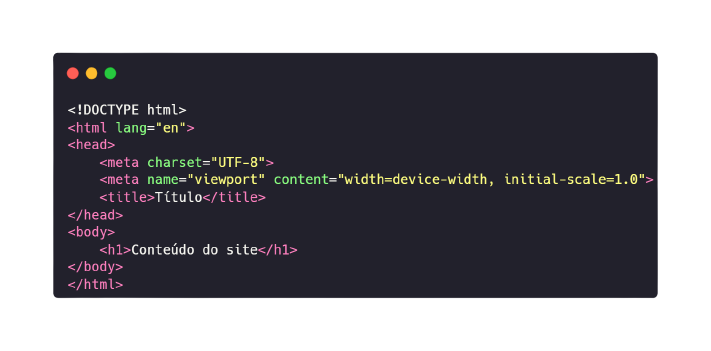 <!DOCTYPE html>
<html lang="en">
<head>
    <meta charset="UTF-8">
    <meta name="viewport" content="width=device-width, initial-scale=1.0">
    <title>Título</title>
</head>
<body>
    <h1>Conteúdo do site</h1>
</body>
</html>